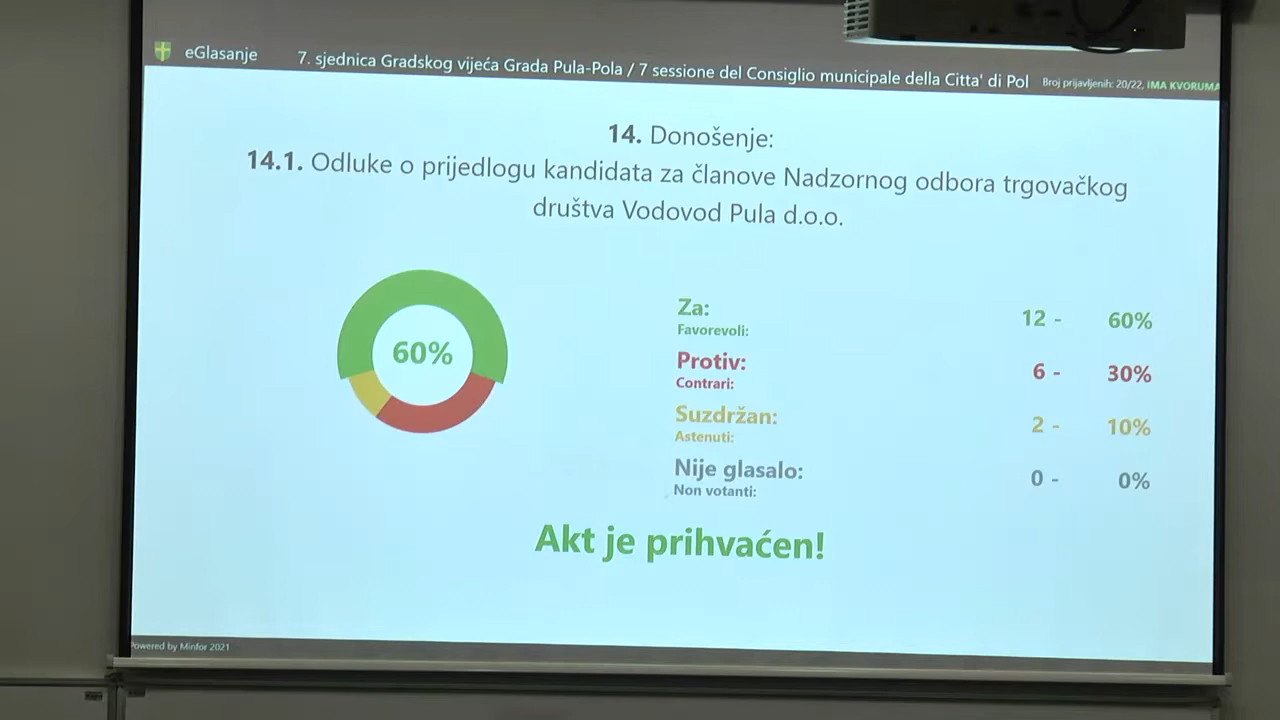 eGlasanje
7. sjednica Gradskog vijeća Grada Pula-Pola / 7 sessione del Consiglio municipale della Citta' di Pol
Broj prijavljenih: 20/22, IMA KVORUMA
14. Donošenje:
14.1. Odluke o prijedlogu kandidata za članove Nadzornog odbora trgovačkog
društva Vodovod Pula d.o.o.
60%
Za: 12 - 60%
Favorevoli:
Protiv: 6 - 30%
Contrari:
Suzdržan: 2 - 10%
Astenuti:
Nije glasalo: 0 - 0%
Non votanti:
Akt je prihvaćen!
Powered by Minfor 2021